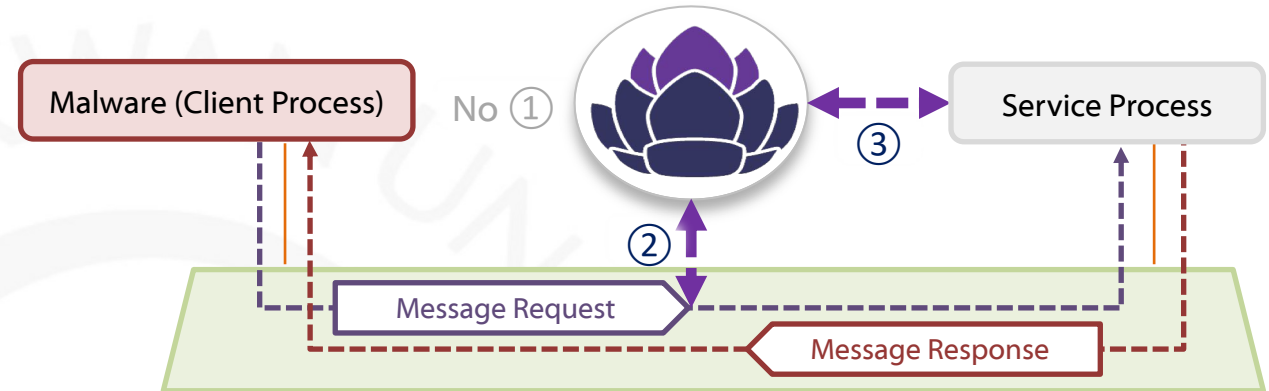 Malware (Client Process)
No ①
Service Process
③
②
Message Request
Message Response